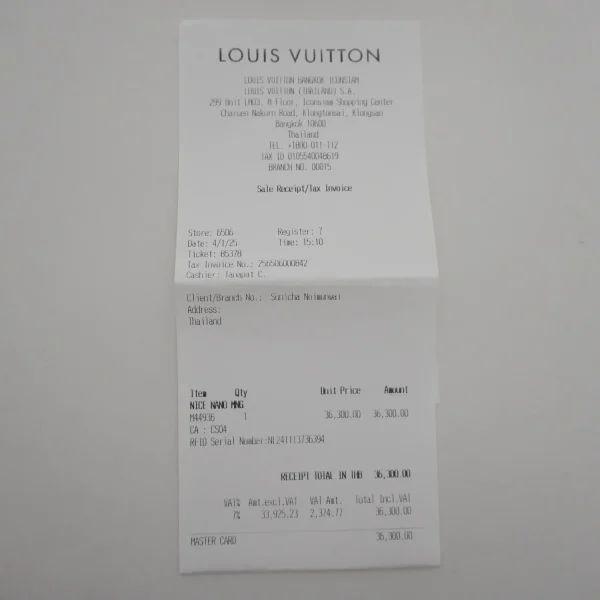 LOUIS VUITTON
LOUIS VUITTON BANGKOK ICONSIAM
LOUIS VUITTON (THAILAND) S.A.
299 Unit LM03, M Floor, Iconsiam Shopping Center
Charoen Nakorn Road, Klongtonsai, Klongsan
Bangkok 10600
Thailand
TEL. +1800-011-112
TAX ID 0105540048619
BRANCH NO. 00015
Sale Receipt/Tax Invoice
Store: 6506 Register: 7
Date: 4/1/25 Time: 15:10
Ticket: 85378
Tax Invoice No.: 256506000842
Cashier: Tanapat C.
Client/Branch No.: Sunicha
Address:
Thailand
Item Qty Unit Price Amount
NICE NANO MNG
M44936 1 36,300.00 36,300.00
CA : CS04
RFID Serial Number:NL241113736394
RECEIPT TOTAL IN THB 36,300.00
VAT% Amt.excl.VAT VAT Amt. Total Incl.VAT
7% 33,925.23 2,374.77 36,300.00
MASTER CARD 36,300.00